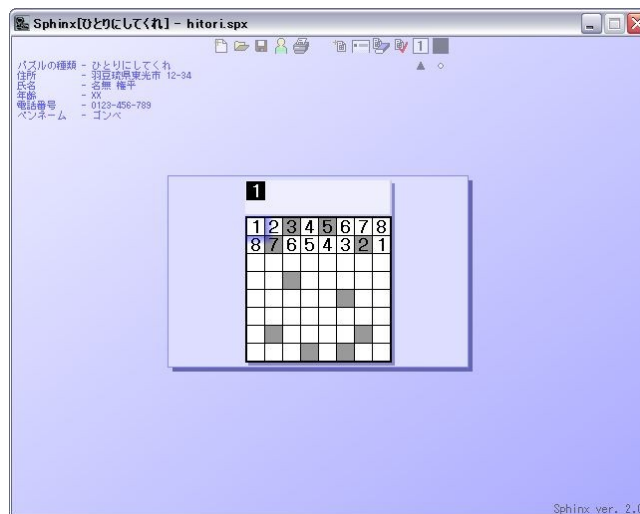 Sphinx[ひとりにしてくれ] - hitori.spx
1
パズルの種類 - ひとりにしてくれ
住所 - 羽豆琉県東光市 12-34
氏名 - 名無 権平
年齢 - XX
電話番号 - 0123-456-789
ペンネーム - ゴンベ
1
1 2 3 4 5 6 7 8
8 7 6 5 4 3 2 1
Sphinx ver. 2.0